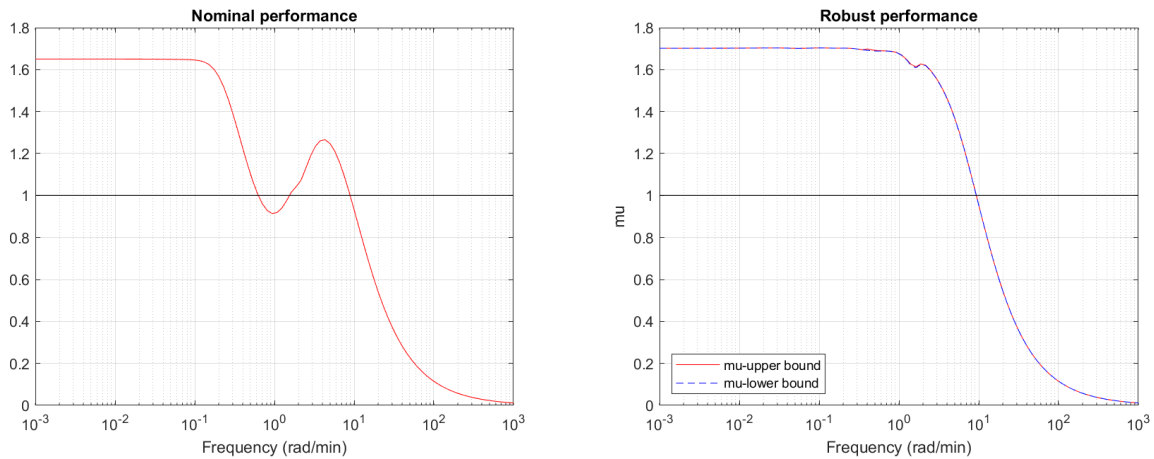 Nominal performance
1.8
1.6
1.4
1.2
1
0.8
0.6
0.4
0.2
0
10-3 10-2 10-1 100 101 102 103
Frequency (rad/min)
Robust performance
1.8
1.6
1.4
1.2
1
0.8
0.6
0.4
0.2
0
mu
mu-upper bound
mu-lower bound
10-3 10-2 10-1 100 101 102 103
Frequency (rad/min)